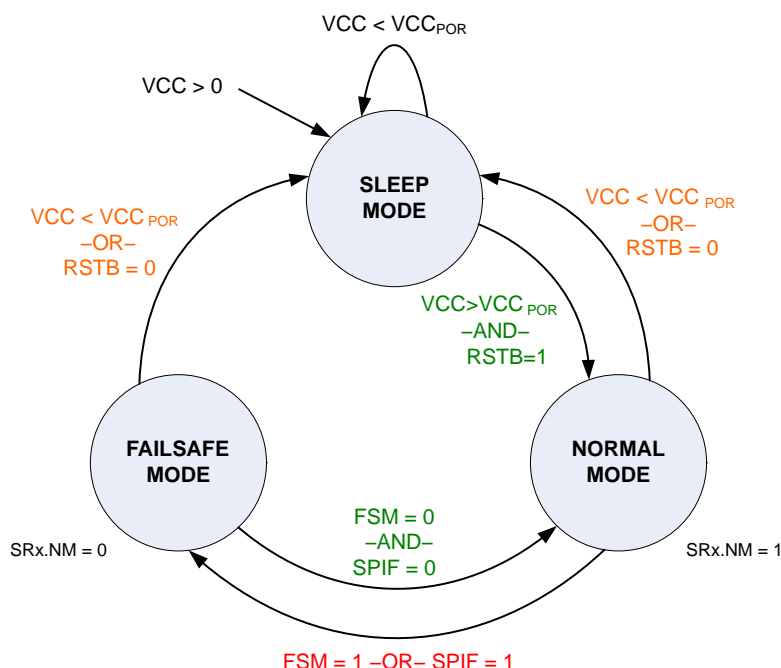 VCC < VCCPOR
VCC > 0
SLEEP
MODE
VCC < VCC POR
–OR–
RSTB = 0
VCC < VCC POR
–OR–
RSTB = 0
VCC>VCC POR
–AND–
RSTB=1
FAILSAFE
MODE
NORMAL
MODE
FSM = 0
–AND–
SPIF = 0
SRx.NM = 0
SRx.NM = 1
FSM = 1 –OR– SPIF = 1